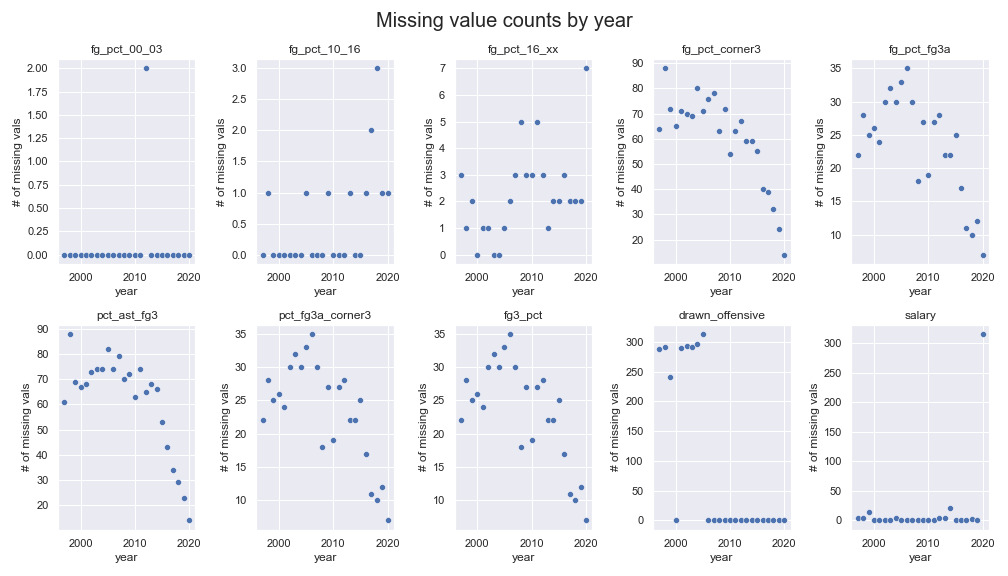 Missing value counts by year
fg_pct_00_03
# of missing vals
2.00
1.75
1.50
1.25
1.00
0.75
0.50
0.25
0.00
2000 2010 2020
year
fg_pct_10_16
# of missing vals
3.0
2.5
2.0
1.5
1.0
0.5
0.0
2000 2010 2020
year
fg_pct_16_xx
# of missing vals
7
6
5
4
3
2
1
0
2000 2010 2020
year
fg_pct_corner3
# of missing vals
90
80
70
60
50
40
30
20
2000 2010 2020
year
fg_pct_fg3a
# of missing vals
35
30
25
20
15
10
2000 2010 2020
year
pct_ast_fg3
# of missing vals
90
80
70
60
50
40
30
20
2000 2010 2020
year
pct_fg3a_corner3
# of missing vals
35
30
25
20
15
10
2000 2010 2020
year
fg3_pct
# of missing vals
35
30
25
20
15
10
2000 2010 2020
year
drawn_offensive
# of missing vals
300
250
200
150
100
50
0
2000 2010 2020
year
salary
# of missing vals
300
250
200
150
100
50
0
2000 2010 2020
year